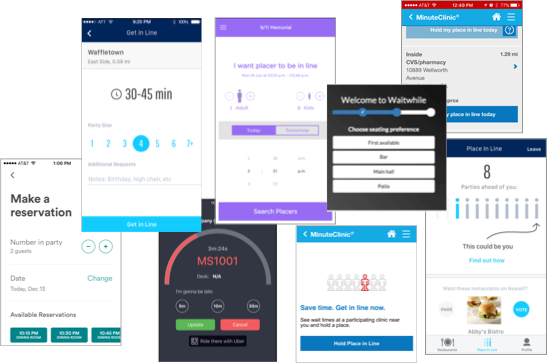 AT&T 9:25 PM
Get In Line
Waffletown
East Side, 0.08 mi
30-45 min
Party Size
1 2 3 4 5 6 7+
Additional Requests
Notes: Birthday, high chair, etc
Get in Line
9/11 Memorial
I want placer to be in line
Adult
Kids
Today
Tomorrow
p.m.
Search Placers
Welcome to Waitwhile
Choose seating preference
First available
Bar
Main hall
Patio
12:49 PM 77%
MinuteClinic
Hold my place in line today
Inside
1.29 mi
CVS/pharmacy
10889 Wellworth
Avenue
my place in line today
AT&T 1:06 PM
Make a
reservation
Number in party
2 guests
Date
Change
Today, Dec 13
Available Reservations
10:15 PM
DINING ROOM
10:30 PM
DINING ROOM
10:45 PM
DINING ROOM
3m:24s
MS1001
Desk: N/A
I'm gonna be late:
5m
10m
30m
Update
Cancel
Ride there with Uber
MinuteClinic
Save time. Get in line now.
See wait times at a participating clinic near
you and hold a place.
Hold Place in Line
Place In Line
Leave
8
Parties ahead of you:
This could be you
Find out how
Want these restaurants on Nowait?
PASS
VOTE
Abby's Bistro
Restaurants
Place in Line
Profile